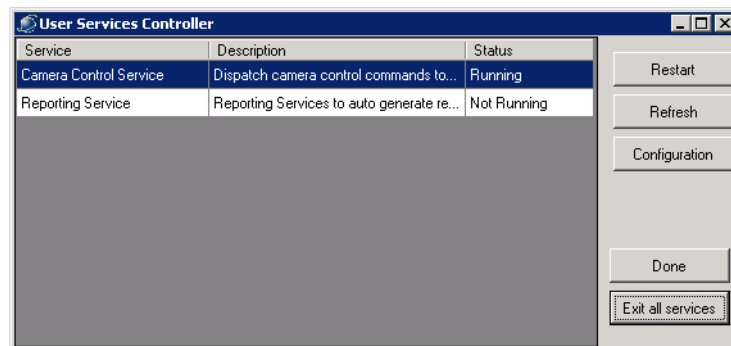 User Services Controller
Service Description Status
Camera Control Service Dispatch camera control commands to... Running
Reporting Service Reporting Services to auto generate re... Not Running
Restart
Refresh
Configuration
Done
Exit all services